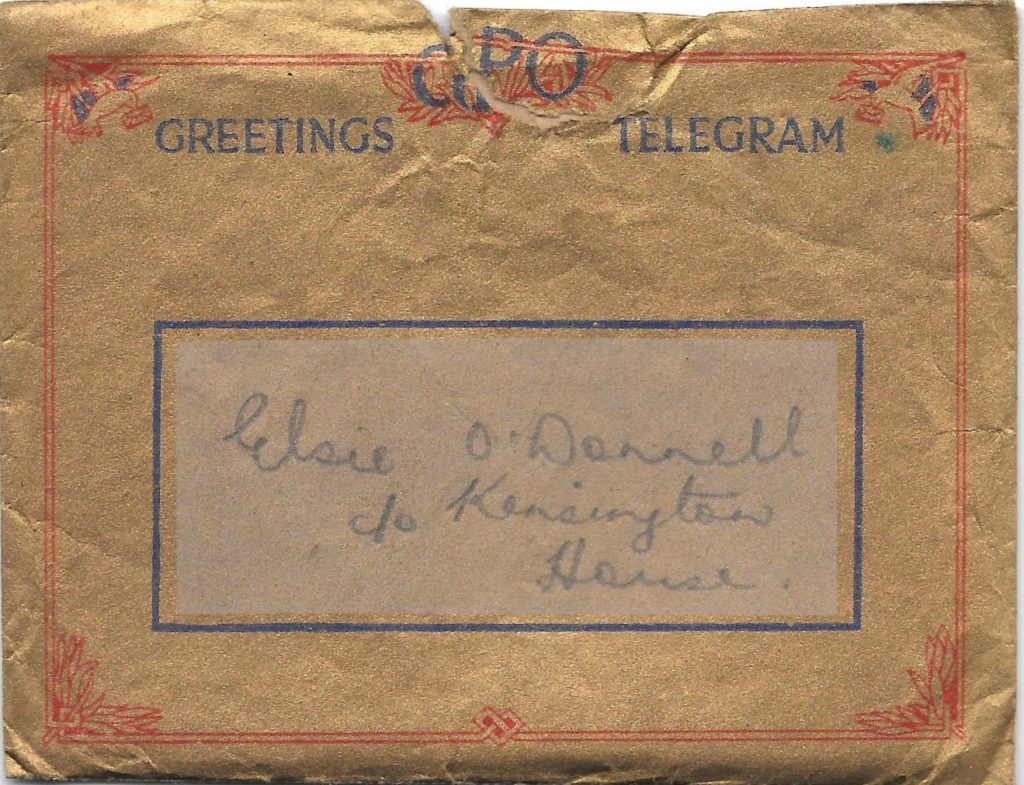 GPO
GREETINGS TELEGRAM
Elsie O'Donnell
c/o Kensington
House.